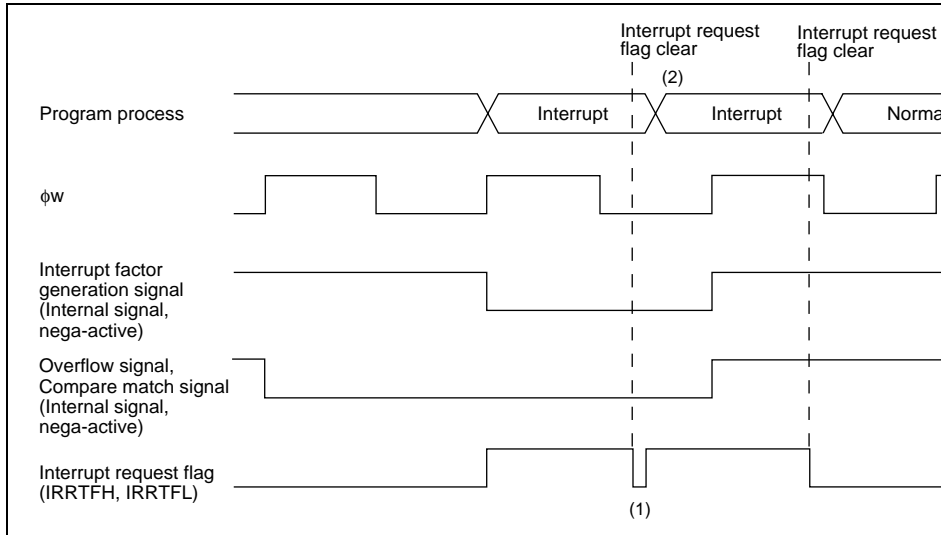 Interrupt request
flag clear
Interrupt request
flag clear
(2)
Program process
Interrupt
Interrupt
Norma
φw
Interrupt factor
generation signal
(Internal signal,
nega-active)
Overflow signal,
Compare match signal
(Internal signal,
nega-active)
Interrupt request flag
(IRRTFH, IRRTFL)
(1)